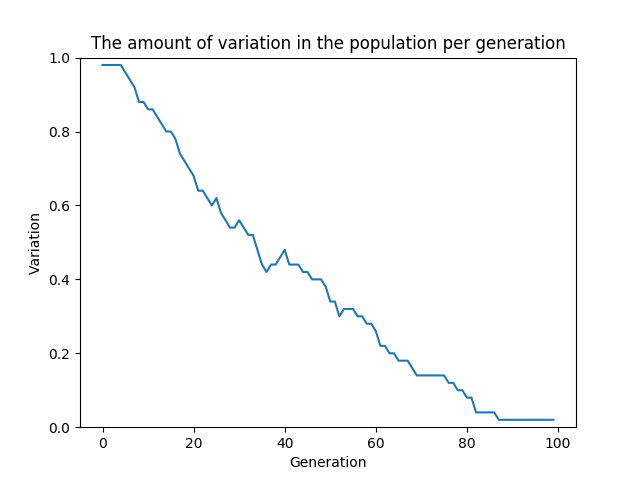 The amount of variation in the population per generation
1.0
0.8
0.6
0.4
0.2
0.0
Variation
0 20 40 60 80 100
Generation